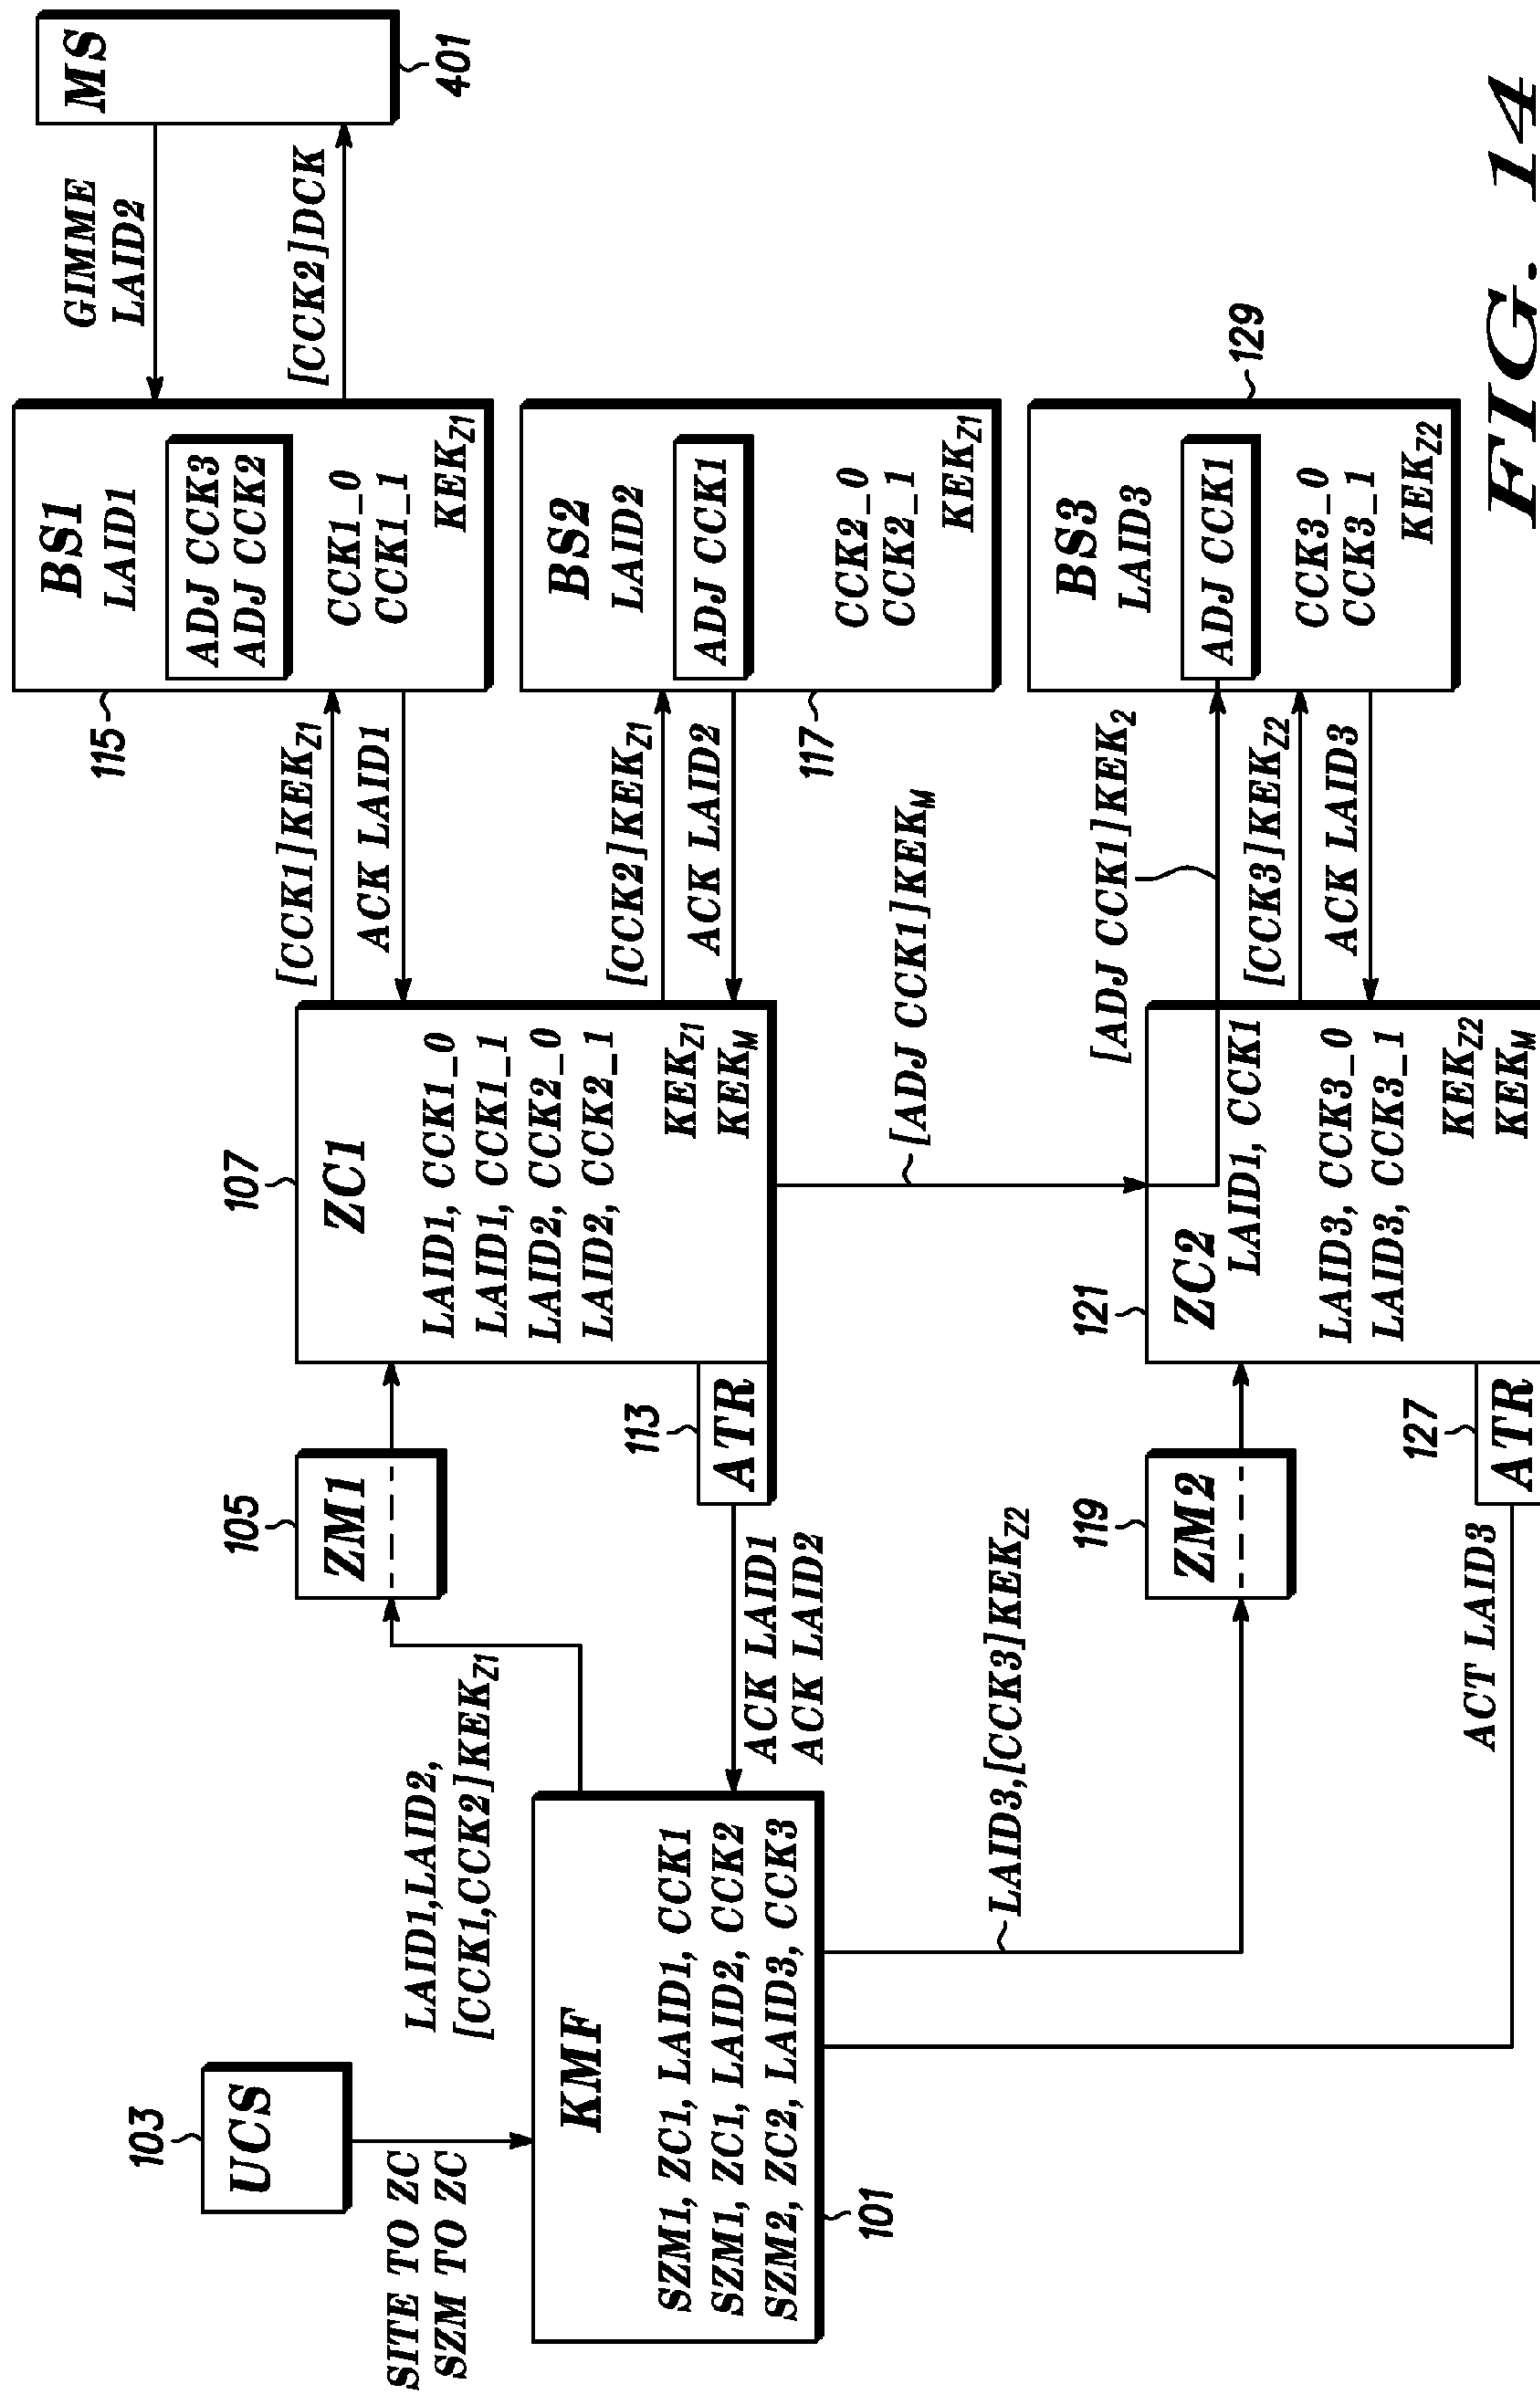 103
UCS
SITE TO ZC
SZM TO ZC
KMF
SZM1, ZC1, LAID1, CCK1
SZM1, ZC1, LAID2, CCK2
SZM2, ZC2, LAID3, CCK3
101
LAID1,LAID2,
[CCK1,CCK2]KEKZ1
ACK LAID1
ACK LAID2
LAID3,[CCK3]KEKZ2
ACT LAID3
105
ZM1
113
ATR
119
ZM2
127
ATR
107
ZC1
LAID1, CCK1_0
LAID1, CCK1_1
LAID2, CCK2_0
LAID2, CCK2_1
KEKZ1
KEKM
[ADJ CCK1]KEKM
121
ZC2
LAID1, CCK1
LAID3, CCK3_0
LAID3, CCK3_1
KEKZ2
KEKM
[CCK1]KEKZ1
ACK LAID1
[CCK2]KEKZ1
ACK LAID2
[ADJ CCK1]KEK2
[CCK3]KEKZ2
ACK LAID3
115
BS1
LAID1
ADJ CCK3
ADJ CCK2
CCK1_0
CCK1_1
KEKZ1
117
BS2
LAID2
ADJ CCK1
CCK2_0
CCK2_1
KEKZ1
129
BS3
LAID3
ADJ CCK1
CCK3_0
CCK3_1
KEKZ2
GIMME
LAID2
[CCK2]DCK
MS
401
FIG. 14